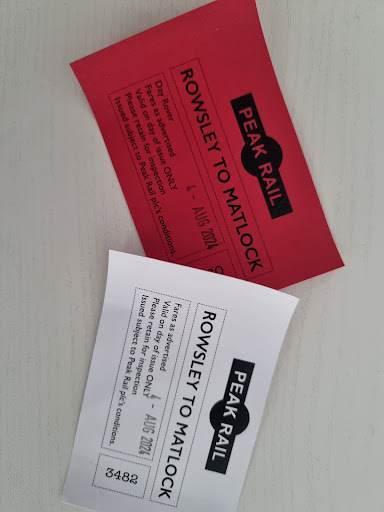 PEAK RAIL
ROWSLEY TO MATLOCK
Day Rover
Fares as advertised
Valid on day of issue ONLY
Please retain for inspection
Issued subject to Peak Rail plc's conditions.
- AUG 2024
PEAK RAIL
ROWSLEY TO MATLOCK
Fares as advertised
Valid on day of issue ONLY
Please retain for inspection
Issued subject to Peak Rail plc's conditions.
- AUG 2024
3482